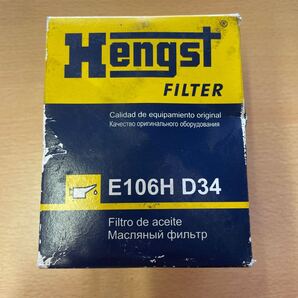 Hengst®
FILTER
Calidad de equipamiento original
Качество оригинального оборудования
E106H D34
Filtro de aceite
Масляный фильтр